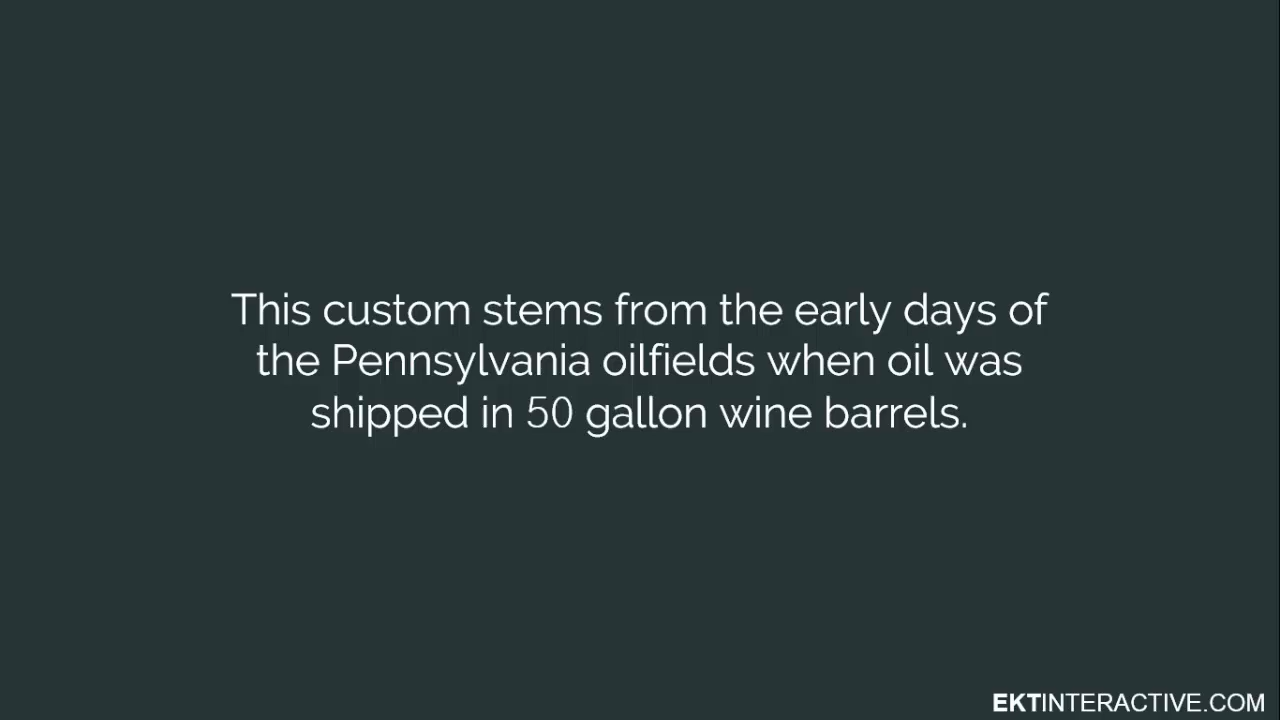 This custom stems from the early days of
the Pennsylvania oilfields when oil was
shipped in 50 gallon wine barrels.
EKTINTERACTIVE.COM